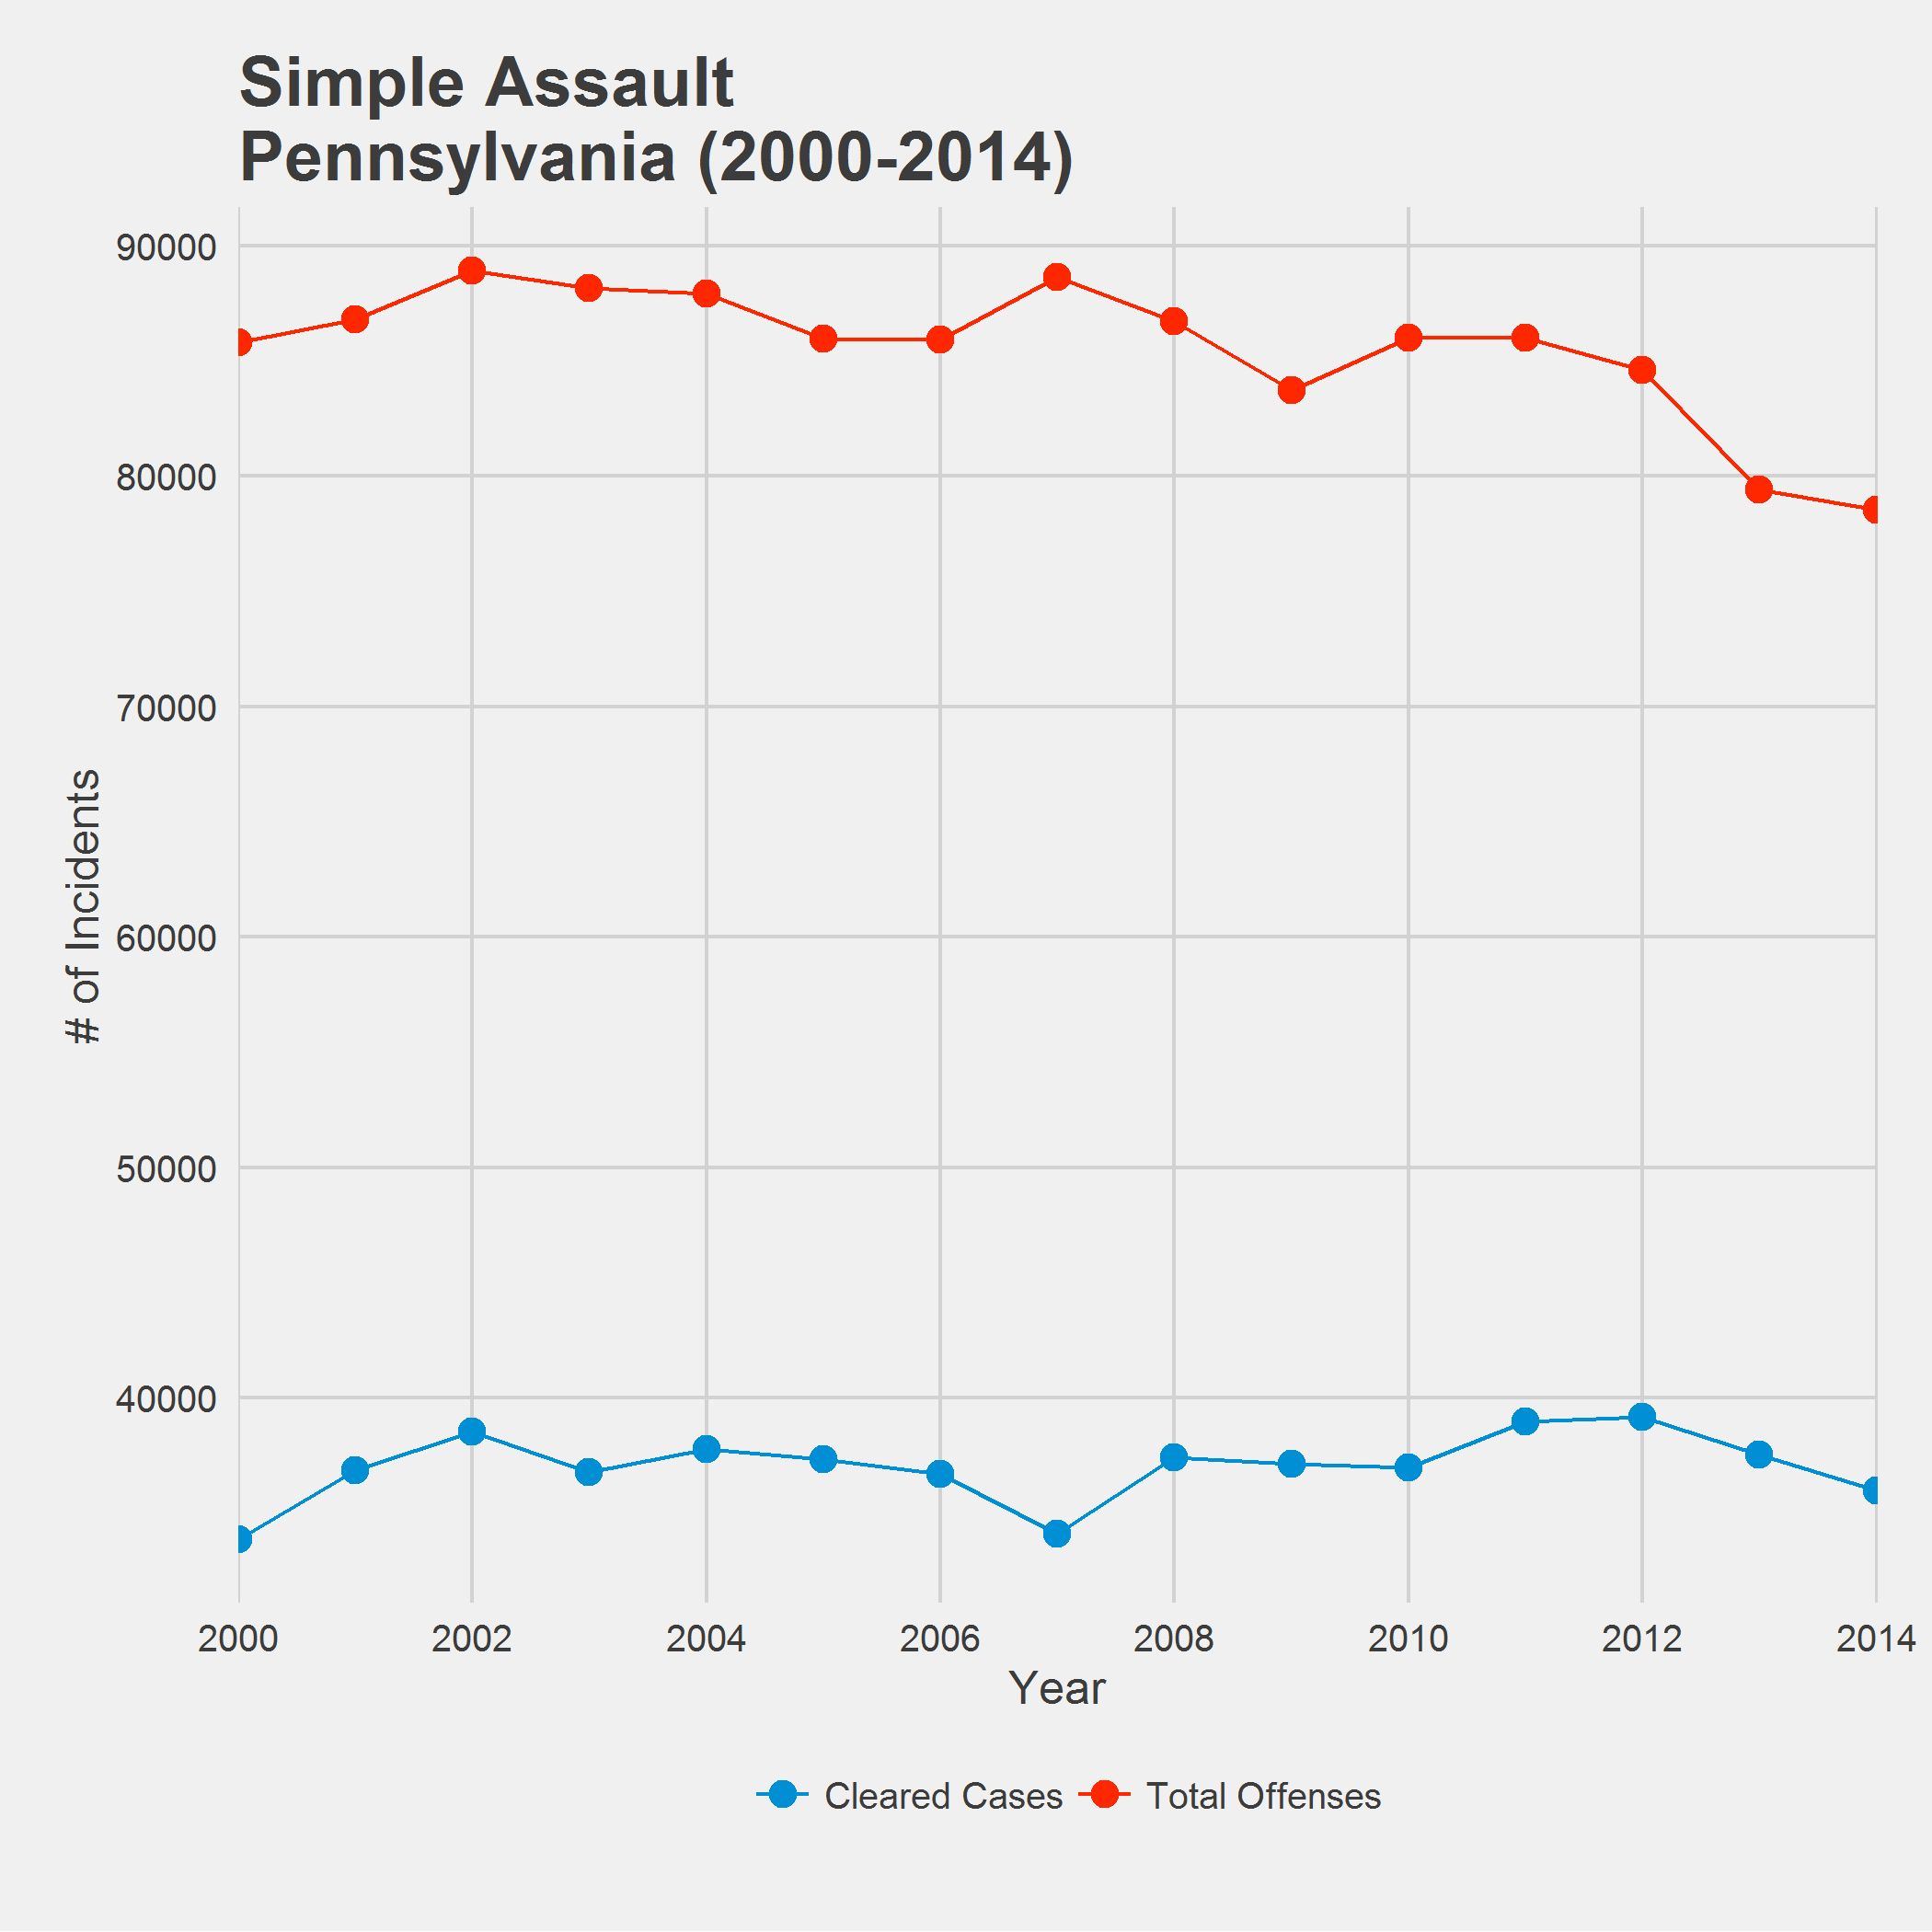 Simple Assault
Pennsylvania (2000-2014)
90000
80000
70000
60000
50000
40000
# of Incidents
2000 2002 2004 2006 2008 2010 2012 2014
Year
Cleared Cases Total Offenses